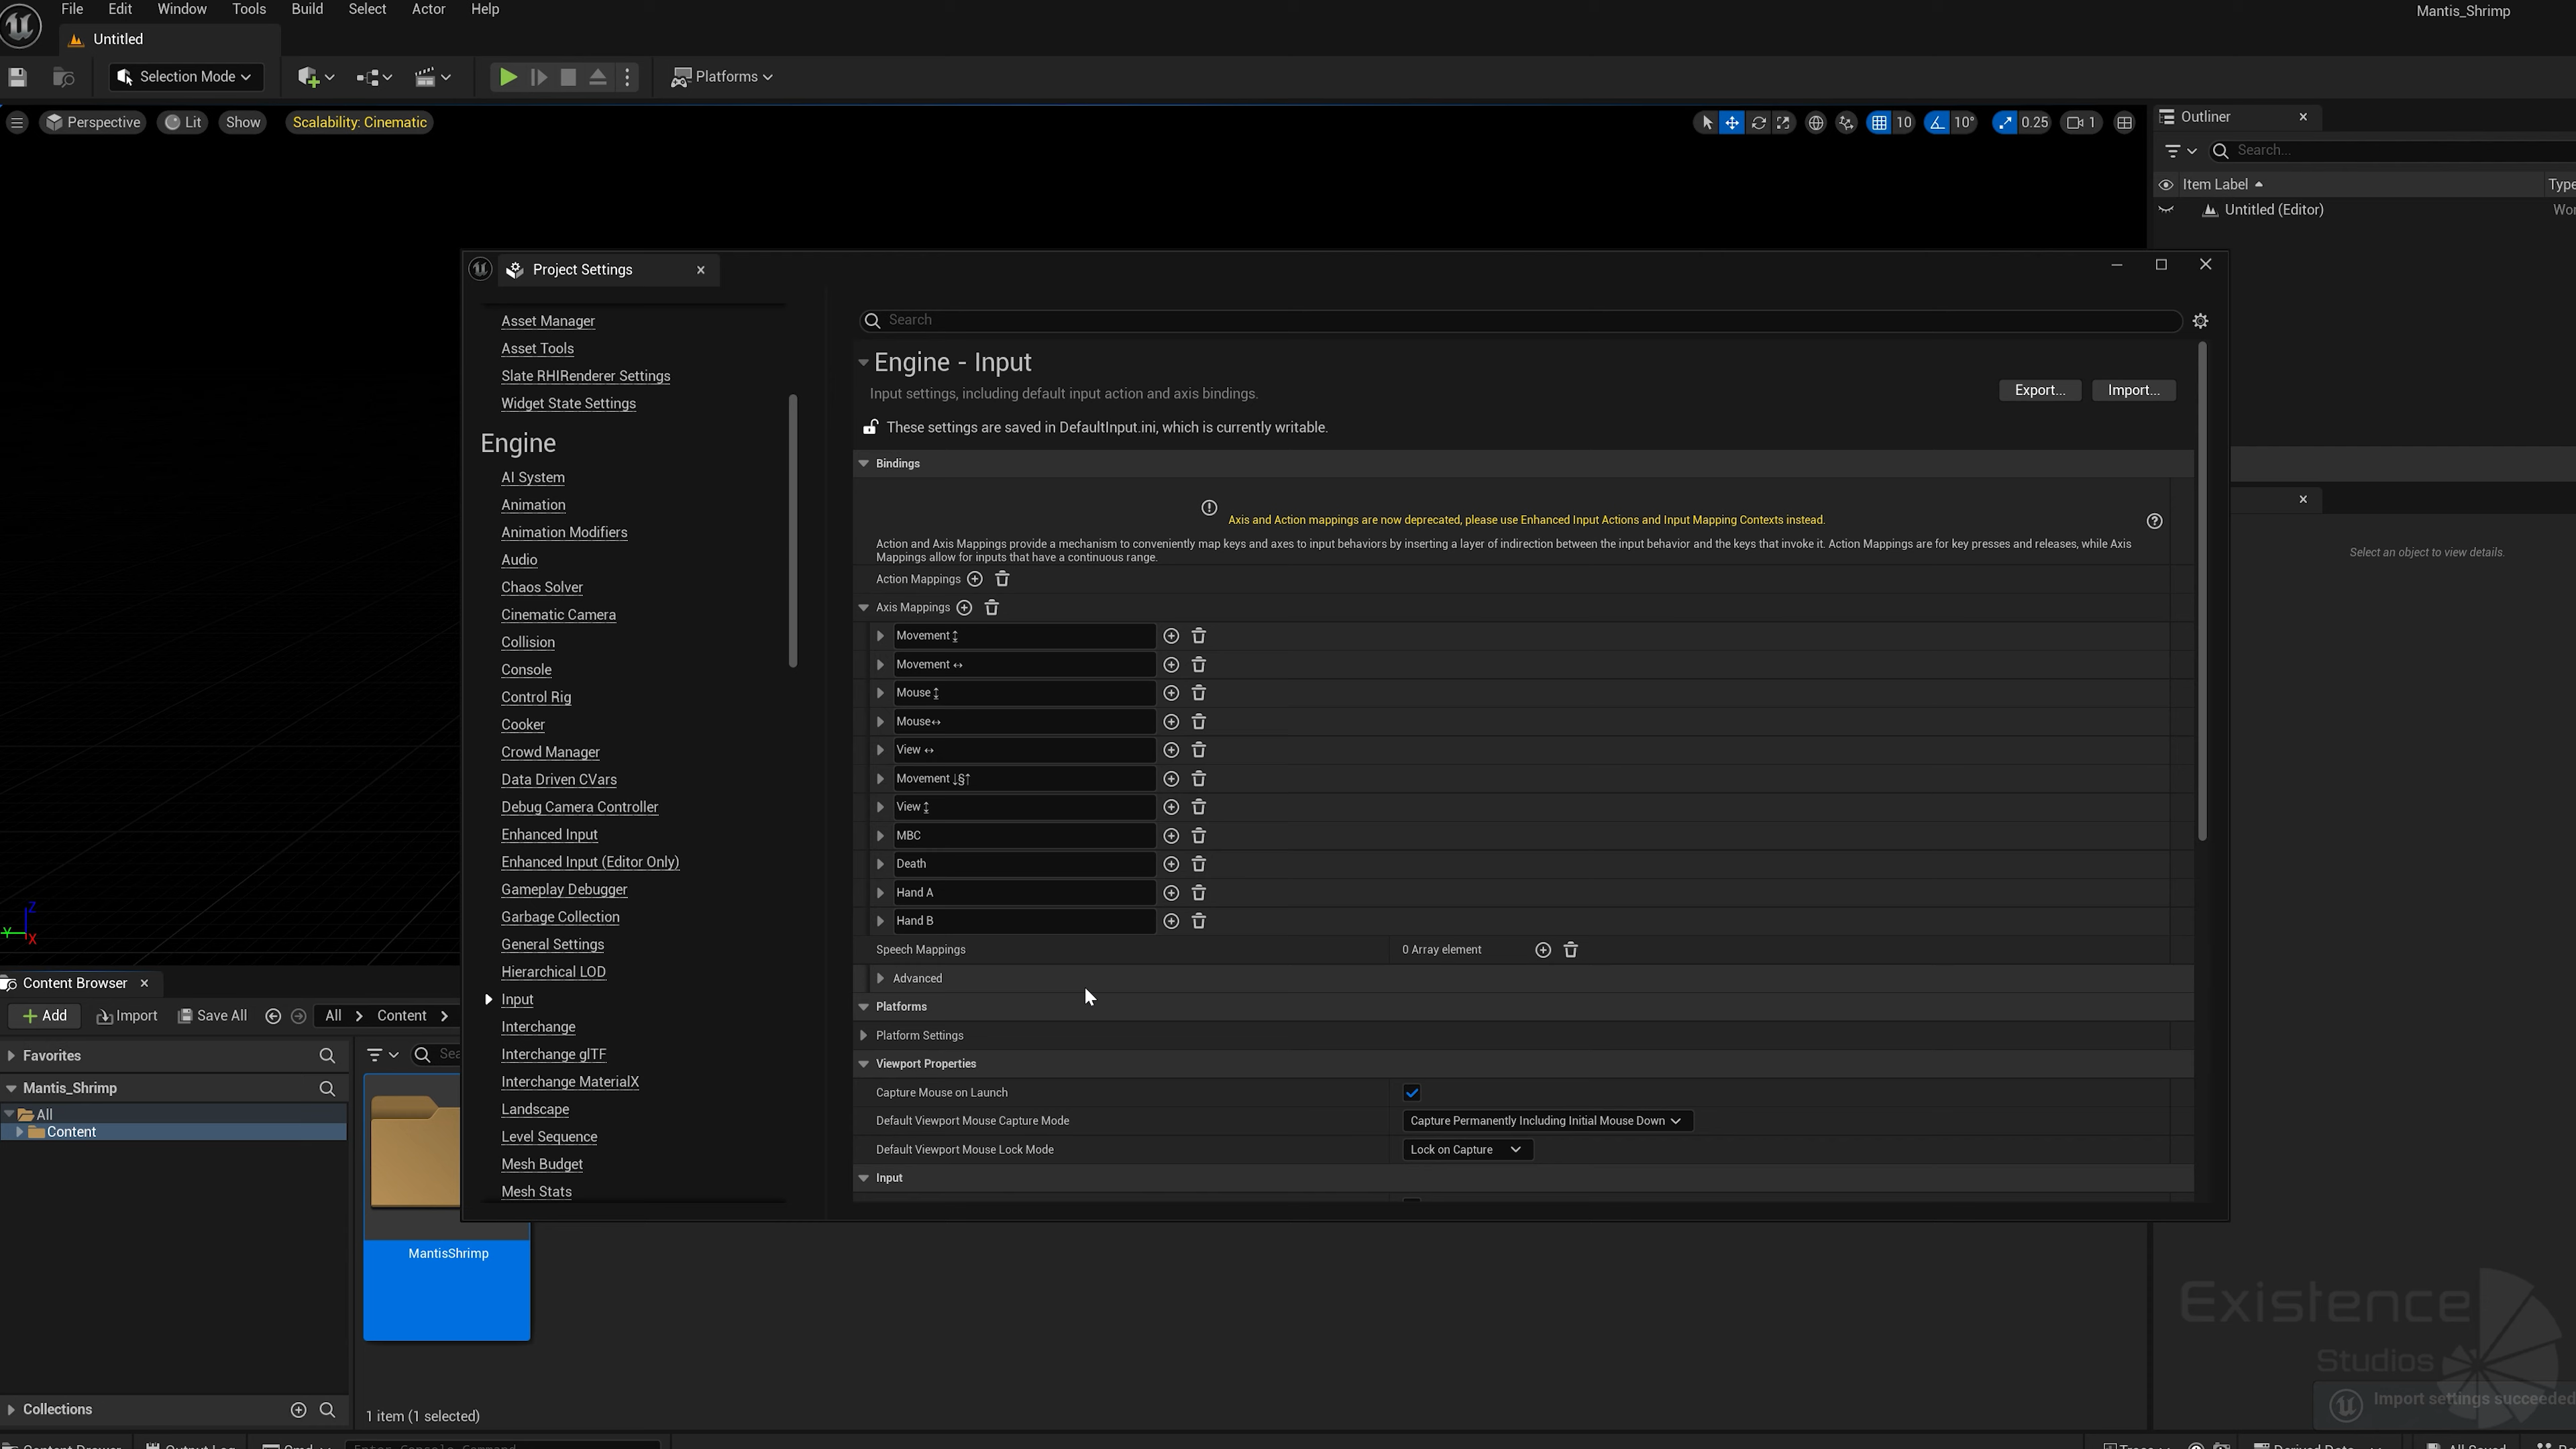 File Edit Window Tools Build Select Actor Help
Mantis_Shrimp
Untitled
Selection Mode
Platforms
Perspective Lit Show Scalability: Cinematic
10 10° 0.25 1
Outliner
Search...
Item Label
Untitled (Editor)
Project Settings
Asset Manager
Asset Tools
Slate RHIRenderer Settings
Widget State Settings
Engine
AI System
Animation
Animation Modifiers
Audio
Chaos Solver
Cinematic Camera
Collision
Console
Control Rig
Cooker
Crowd Manager
Data Driven CVars
Debug Camera Controller
Enhanced Input
Enhanced Input (Editor Only)
Gameplay Debugger
Garbage Collection
General Settings
Hierarchical LOD
Input
Interchange
Interchange glTF
Interchange MaterialX
Landscape
Level Sequence
Mesh Budget
Mesh Stats
Search
Engine - Input
Input settings, including default input action and axis bindings.
Export... Import...
These settings are saved in DefaultInput.ini, which is currently writable.
Bindings
Axis and Action mappings are now deprecated, please use Enhanced Input Actions and Input Mapping Contexts instead.
Action and Axis Mappings provide a mechanism to conveniently map keys and axes to input behaviors by inserting a layer of indirection between the input behavior and the keys that invoke it. Action Mappings are for key presses and releases, while Axis
Mappings allow for inputs that have a continuous range.
Action Mappings
Axis Mappings
Movement ↨
Movement ↔
Mouse ↨
Mouse↔
View ↔
Movement ↓§↑
View ↨
MBC
Death
Hand A
Hand B
Speech Mappings 0 Array element
Advanced
Platforms
Platform Settings
Viewport Properties
Capture Mouse on Launch
Default Viewport Mouse Capture Mode Capture Permanently Including Initial Mouse Down
Default Viewport Mouse Lock Mode Lock on Capture
Input
Select an object to view details.
Z
Y
X
Content Browser
Add Import Save All All Content
Favorites
Mantis_Shrimp
All
Content
MantisShrimp
Collections
1 item (1 selected)
Existence
Studios
Import settings succeeded